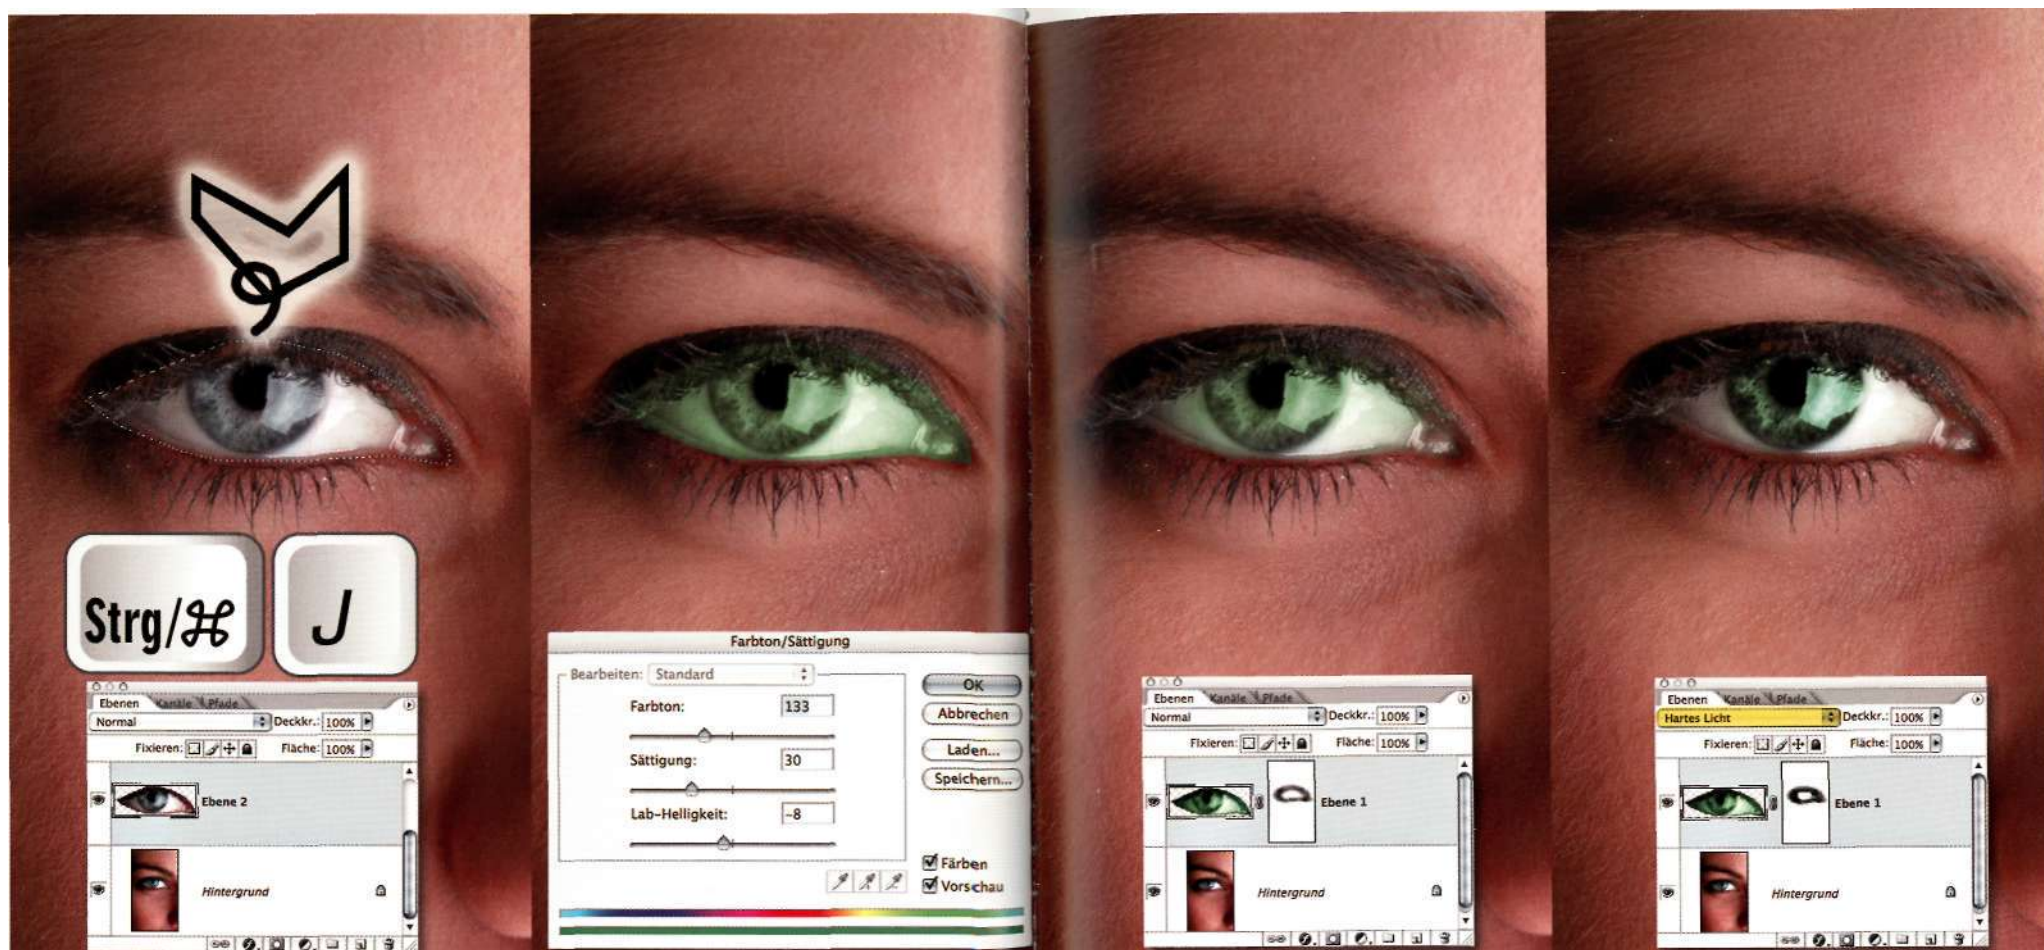 Strg/⌘ J
Ebenen Kanäle Pfade
Normal Deckkr.: 100%
Fixieren: Fläche: 100%
Ebene 2
Hintergrund
Farbton/Sättigung
Bearbeiten: Standard
Farbton: 133
Sättigung: 30
Lab-Helligkeit: -8
OK
Abbrechen
Laden...
Speichern...
Färben
Vorschau
Ebenen Kanäle Pfade
Normal Deckkr.: 100%
Fixieren: Fläche: 100%
Ebene 1
Hintergrund
Ebenen Kanäle Pfade
Hartes Licht Deckkr.: 100%
Fixieren: Fläche: 100%
Ebene 1
Hintergrund